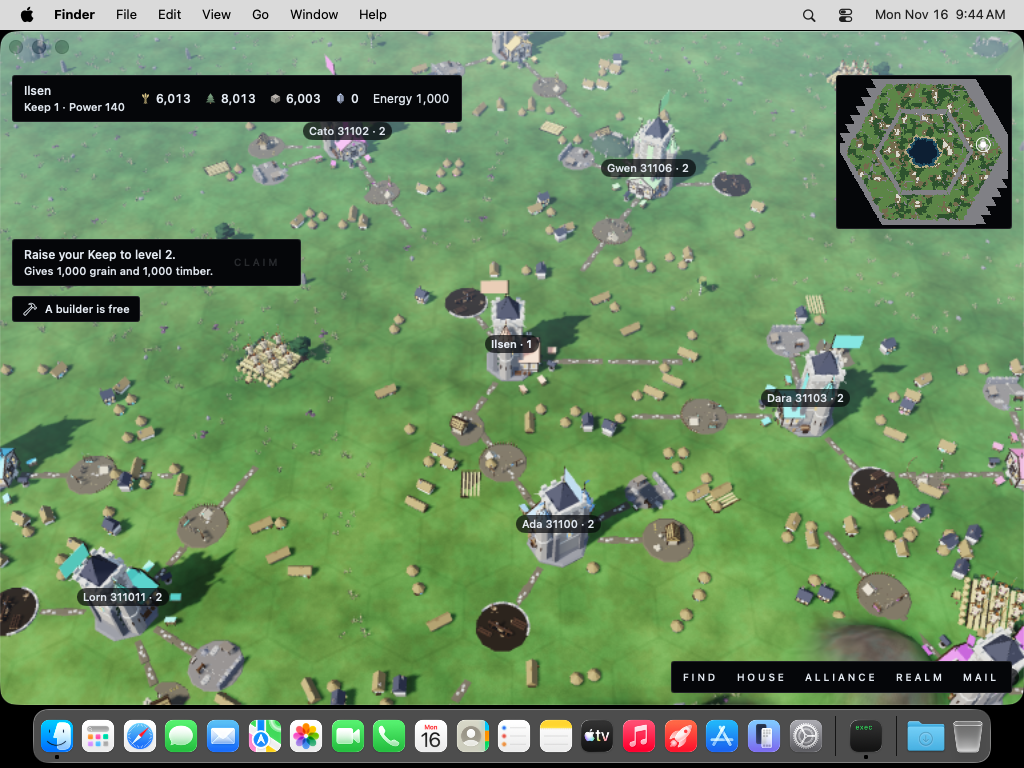 Finder File Edit View Go Window Help Mon Nov 16 9:44 AM
Ilsen
Keep 1 · Power 140 6,013 8,013 6,003 0 Energy 1,000
Cato 31102 · 2
Gwen 31106 · 2
Raise your Keep to level 2.
Gives 1,000 grain and 1,000 timber.
CLAIM
A builder is free
Ilsen · 1
Dara 31103 · 2
Ada 31100 · 2
Lorn 311011 · 2
FIND HOUSE ALLIANCE REALM MAIL
Mon
16
tv
exec